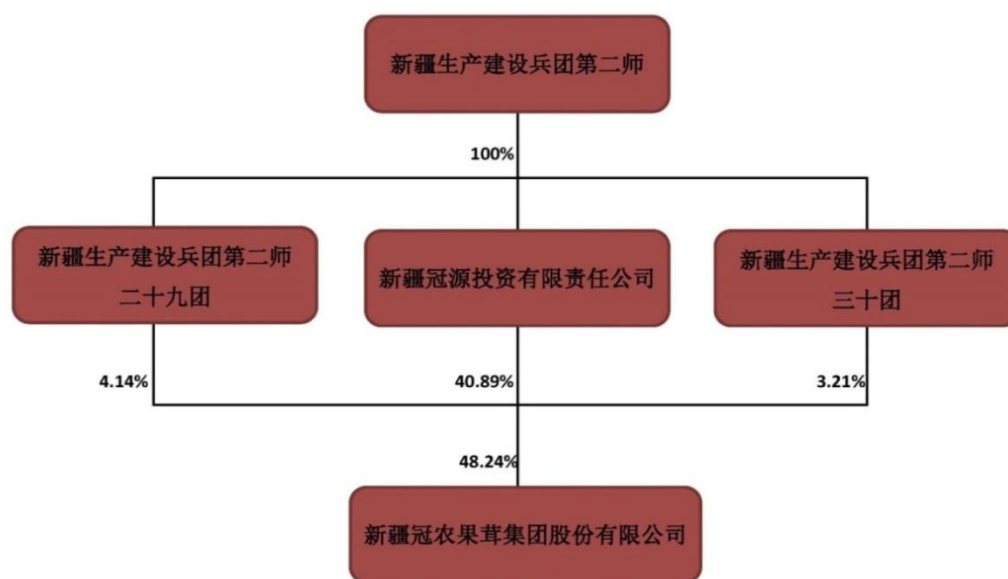 新疆生产建设兵团第二师
100%
新疆生产建设兵团第二师
二十九团
新疆冠源投资有限责任公司
新疆生产建设兵团第二师
三十团
4.14%
40.89%
3.21%
48.24%
新疆冠农果茸集团股份有限公司